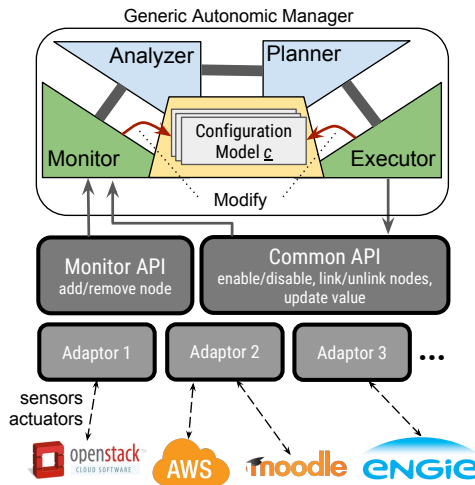 Generic Autonomic Manager
Analyzer
Planner
Configuration
Model c
Monitor
Executor
Modify
Monitor API
add/remove node
Common API
enable/disable, link/unlink nodes,
update value
Adaptor 1
Adaptor 2
Adaptor 3
...
sensors
actuators
openstack™
CLOUD SOFTWARE
AWS
moodle
ENGIE